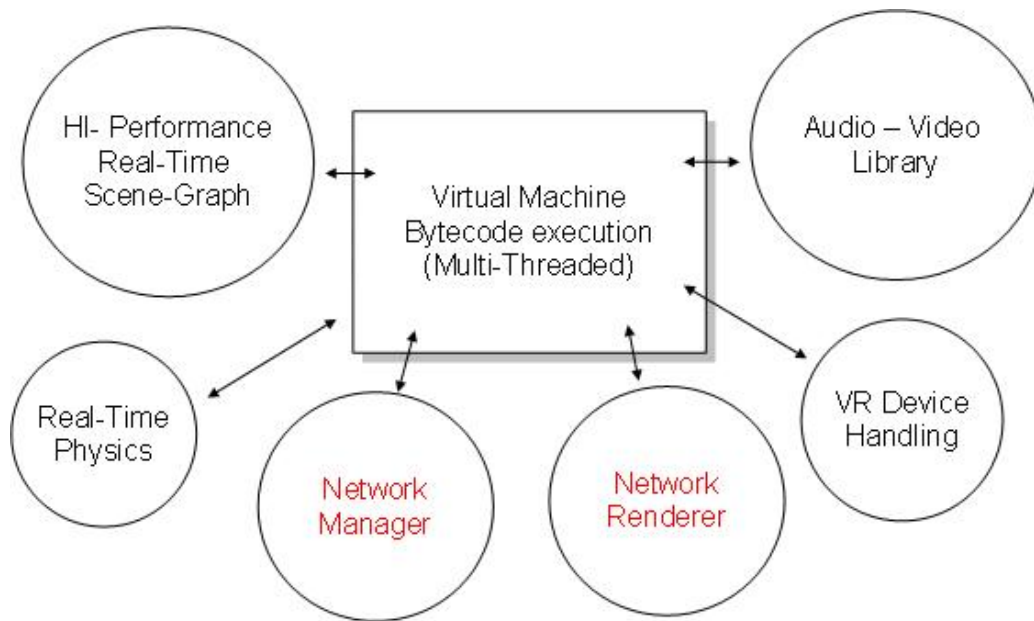 HI- Performance
Real-Time
Scene-Graph
Virtual Machine
Bytecode execution
(Multi-Threaded)
Audio – Video
Library
Real-Time
Physics
Network
Manager
Network
Renderer
VR Device
Handling